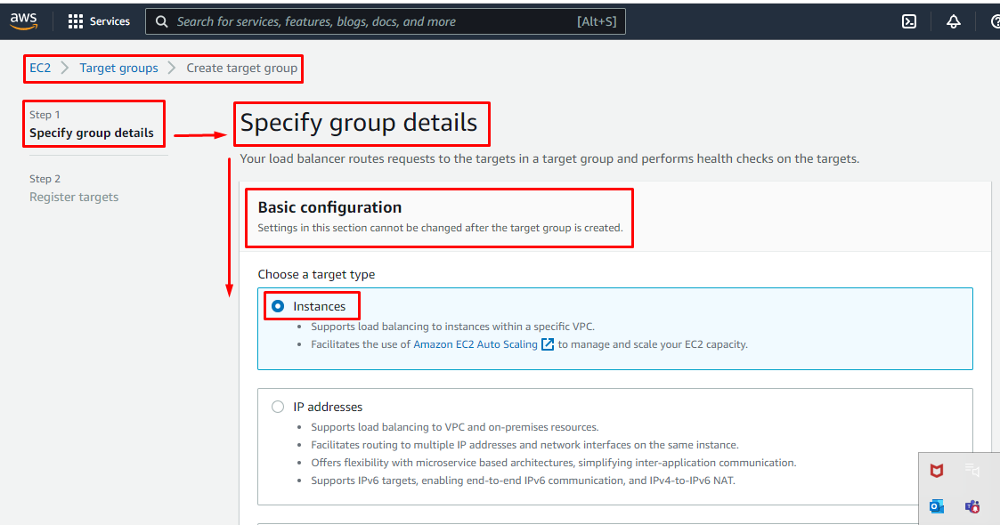 aws
Services
Search for services, features, blogs, docs, and more
[Alt+S]
EC2 > Target groups > Create target group
Step 1
Specify group details
Step 2
Register targets
Specify group details
Your load balancer routes requests to the targets in a target group and performs health checks on the targets.
Basic configuration
Settings in this section cannot be changed after the target group is created.
Choose a target type
Instances
• Supports load balancing to instances within a specific VPC.
• Facilitates the use of Amazon EC2 Auto Scaling to manage and scale your EC2 capacity.
IP addresses
• Supports load balancing to VPC and on-premises resources.
• Facilitates routing to multiple IP addresses and network interfaces on the same instance.
• Offers flexibility with microservice based architectures, simplifying inter-application communication.
• Supports IPv6 targets, enabling end-to-end IPv6 communication, and IPv4-to-IPv6 NAT.